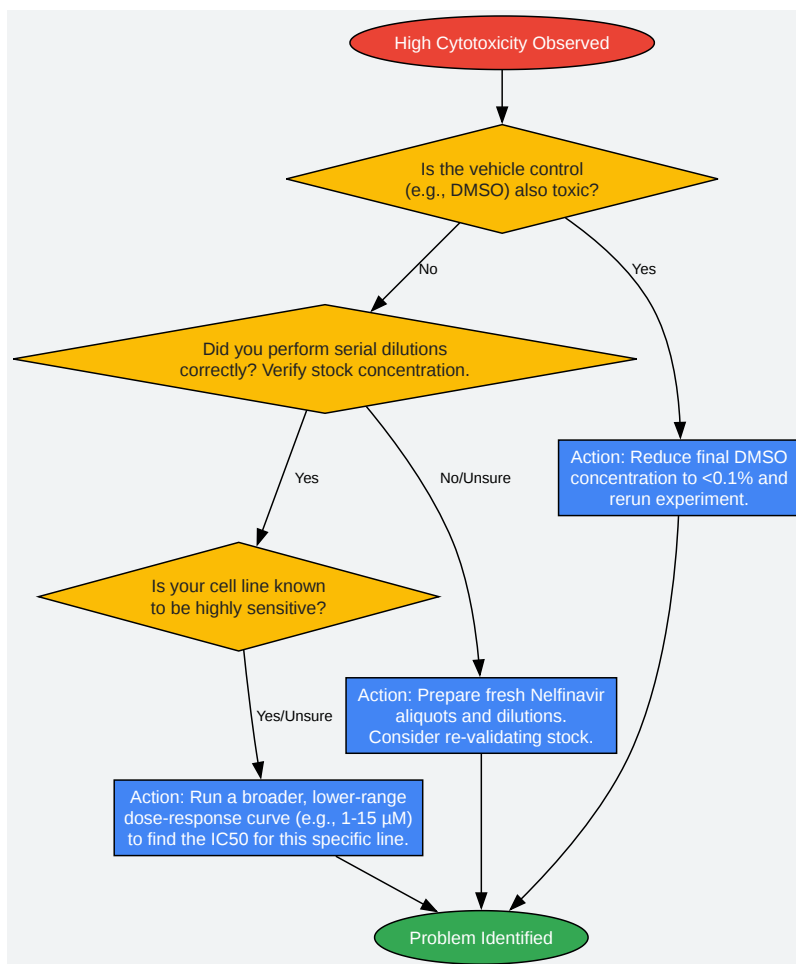 High Cytotoxicity Observed
Is the vehicle control
(e.g., DMSO) also toxic?
No
Yes
Did you perform serial dilutions
correctly? Verify stock concentration.
Action: Reduce final DMSO
concentration to <0.1% and
rerun experiment.
Yes
No/Unsure
Is your cell line known
to be highly sensitive?
Yes/Unsure
Action: Prepare fresh Nelfinavir
aliquots and dilutions.
Consider re-validating stock.
Action: Run a broader, lower-range
dose-response curve (e.g., 1-15 µM)
to find the IC50 for this specific line.
Problem Identified